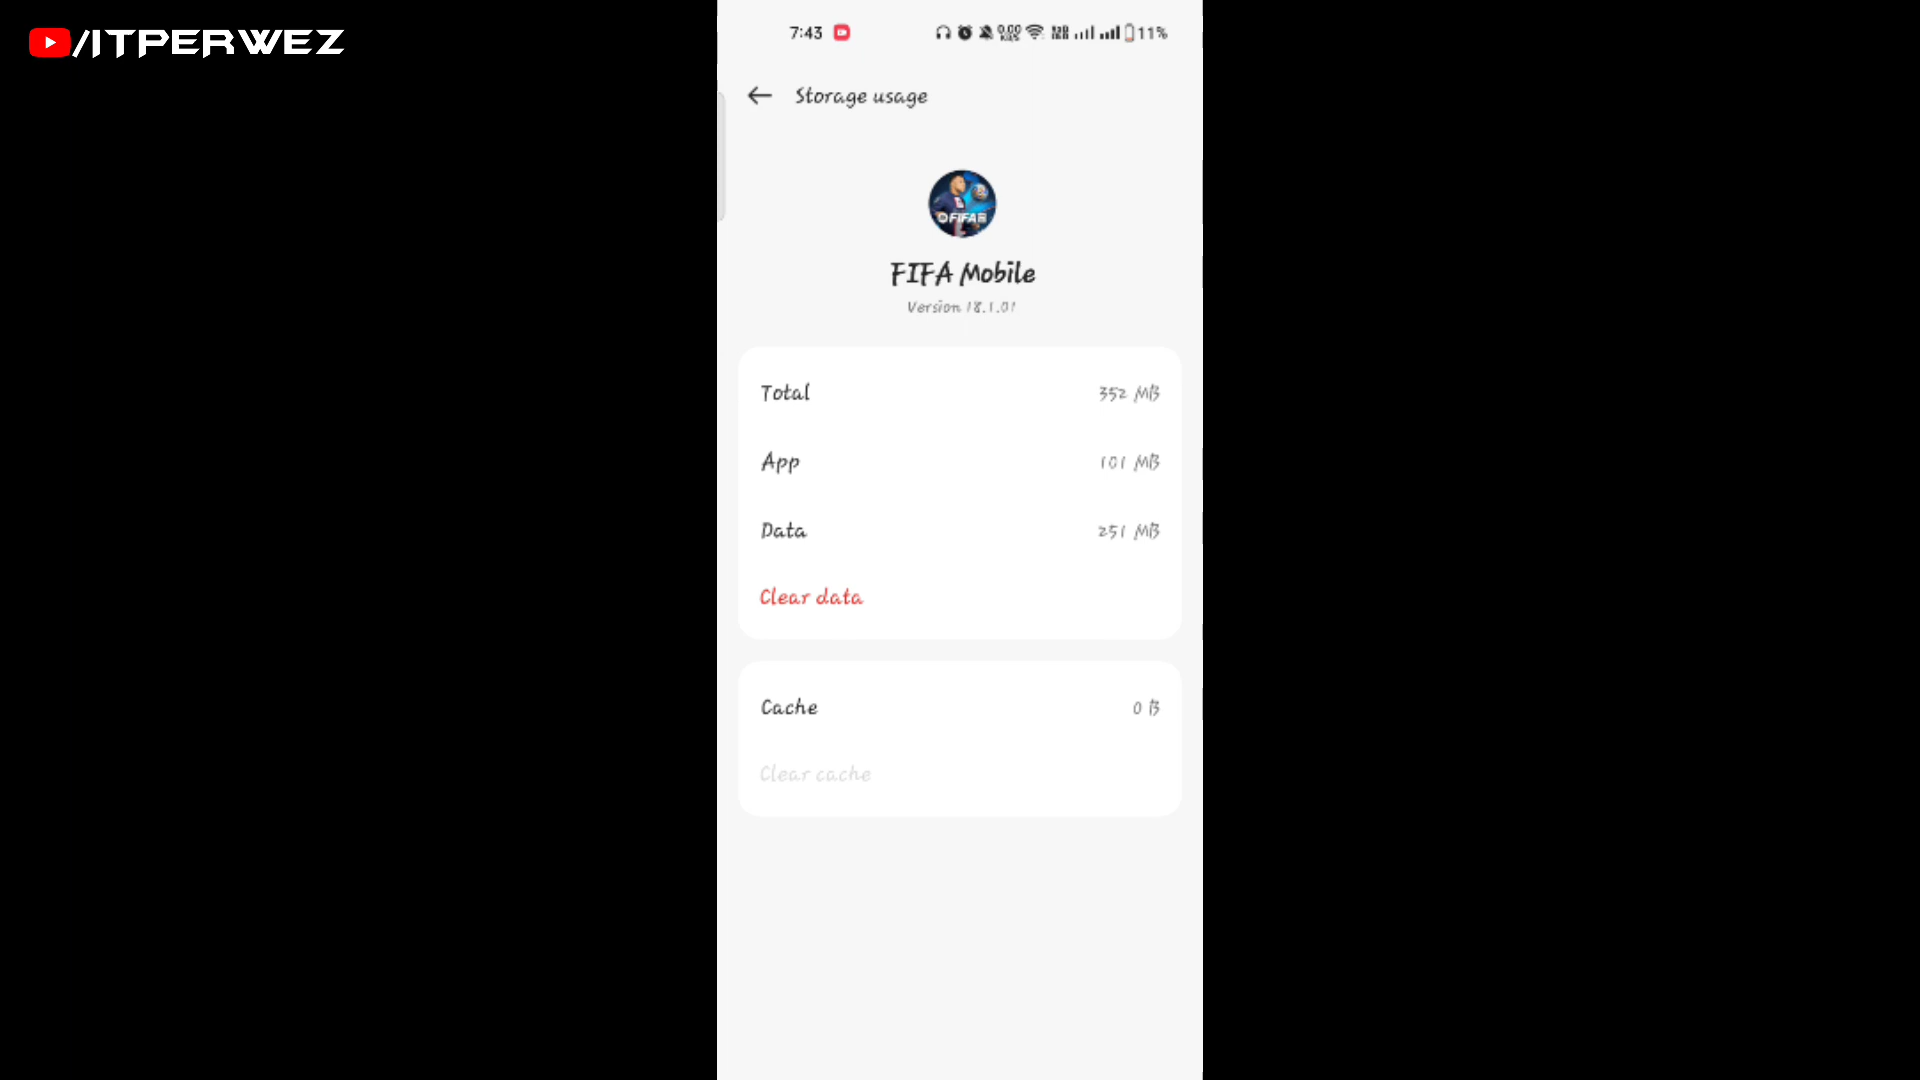 /ITPERWEZ
7:43
11%
Storage usage
FIFA
FIFA Mobile
Version 18.1.01
Total 352 MB
App 101 MB
Data 251 MB
Clear data
Cache 0 B
Clear cache